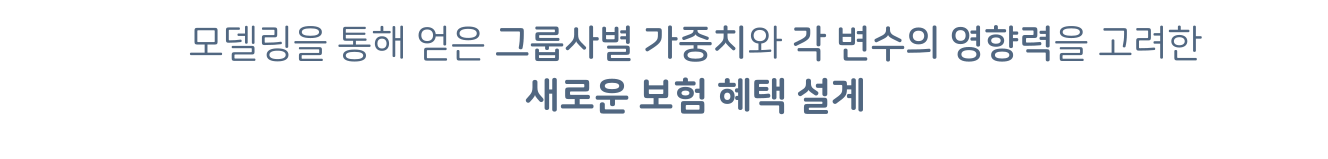 모델링을 통해 얻은 그룹사별 가중치와 각 변수의 영향력을 고려한
새로운 보험 혜택 설계